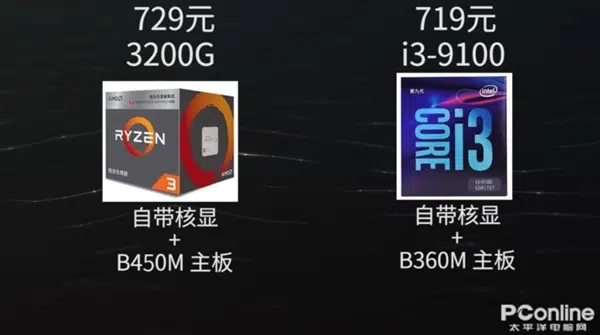 729元
3200G
AMD
RYZEN
3
自带核显
+
B450M 主板
719元
i3-9100
第九代
intel
CORE i3
自带核显
+
B360M 主板
PConline
太平洋电脑网